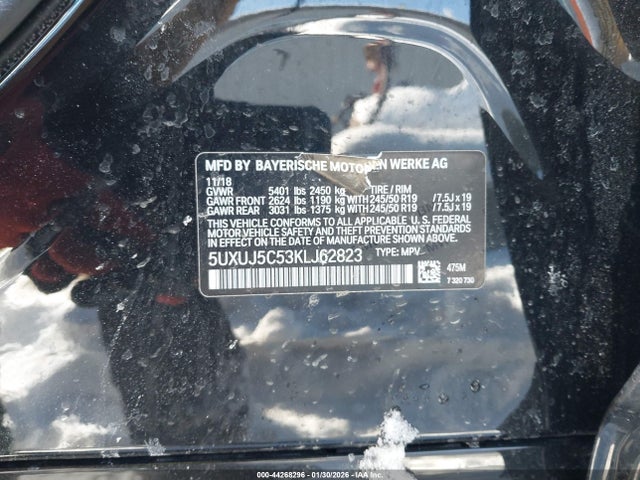 MFD BY BAYERISCHE MOTOREN WERKE AG
11/18
GVWR 5401 lbs 2450 kg TIRE / RIM
GAWR FRONT 2624 lbs 1190 kg WITH 245/50 R19 / 7.5J x 19
GAWR REAR 3031 lbs 1375 kg WITH 245/50 R19 / 7.5J x 19
THIS VEHICLE CONFORMS TO ALL APPLICABLE U. S. FEDERAL
MOTOR VEHICLE SAFETY AND THEFT PREVENTION
STANDARDS IN EFFECT ON THE DATE OF MANUFACTURE SHOWN ABOVE.
5UXUJ5C53KLJ62823 TYPE: MPV
475M
7 320 730
000-44268296 - 01/30/2026 - COPYRIGHT IAA, LLC